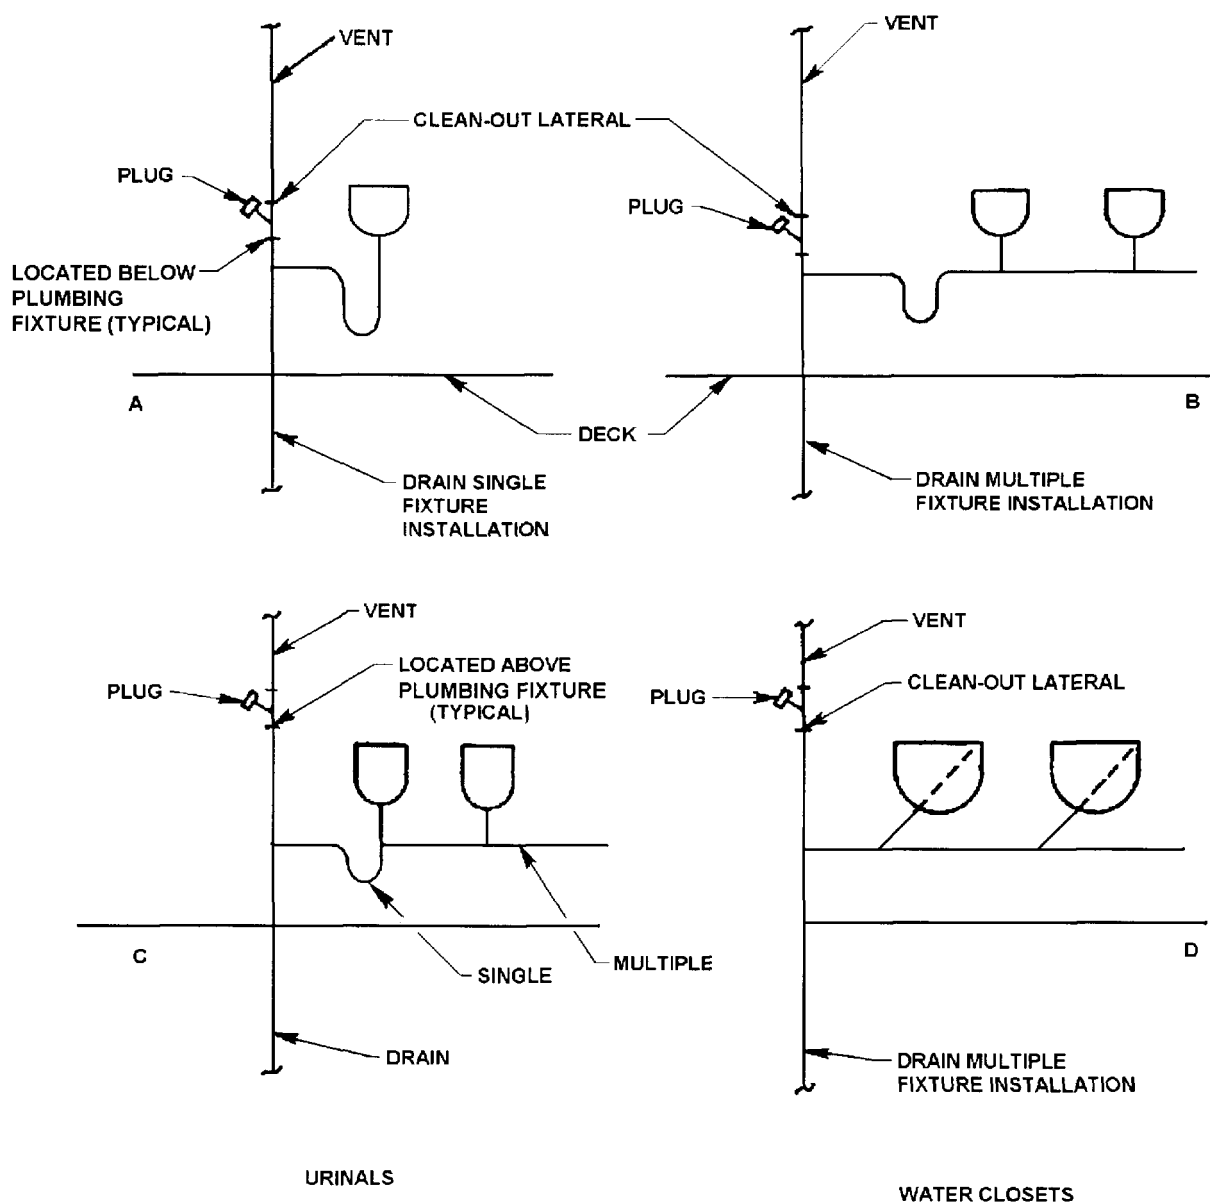 VENT
CLEAN-OUT LATERAL
PLUG
LOCATED BELOW
PLUMBING
FIXTURE (TYPICAL)
A
DECK
DRAIN SINGLE
FIXTURE
INSTALLATION
VENT
PLUG
B
DRAIN MULTIPLE
FIXTURE INSTALLATION
VENT
LOCATED ABOVE
PLUMBING FIXTURE
(TYPICAL)
PLUG
C
SINGLE
MULTIPLE
DRAIN
URINALS
VENT
PLUG
CLEAN-OUT LATERAL
D
DRAIN MULTIPLE
FIXTURE INSTALLATION
WATER CLOSETS